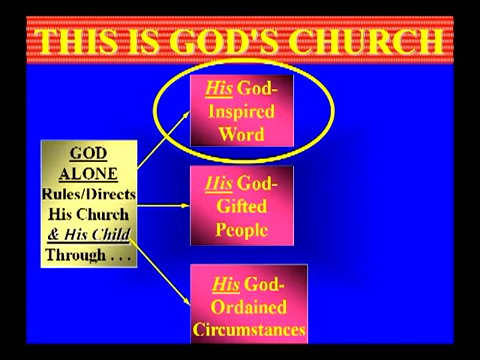 THIS IS GOD'S CHURCH
GOD
ALONE
Rules/Directs
His Church
& His Child
Through . . .
His God-
Inspired
Word
His God-
Gifted
People
His God-
Ordained
Circumstances